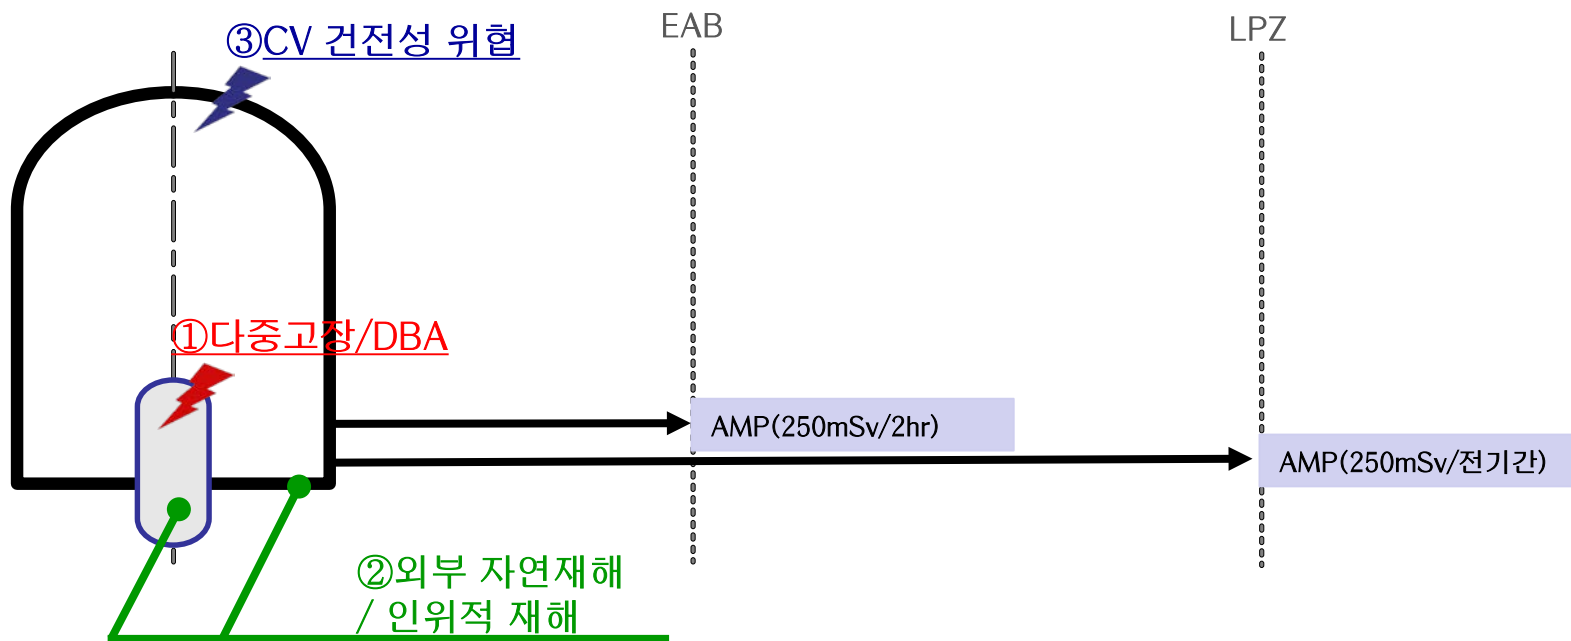 EAB
LPZ
③CV 건전성 위협
①다중고장/DBA
AMP(250mSv/2hr)
AMP(250mSv/전기간)
②외부 자연재해
/ 인위적 재해